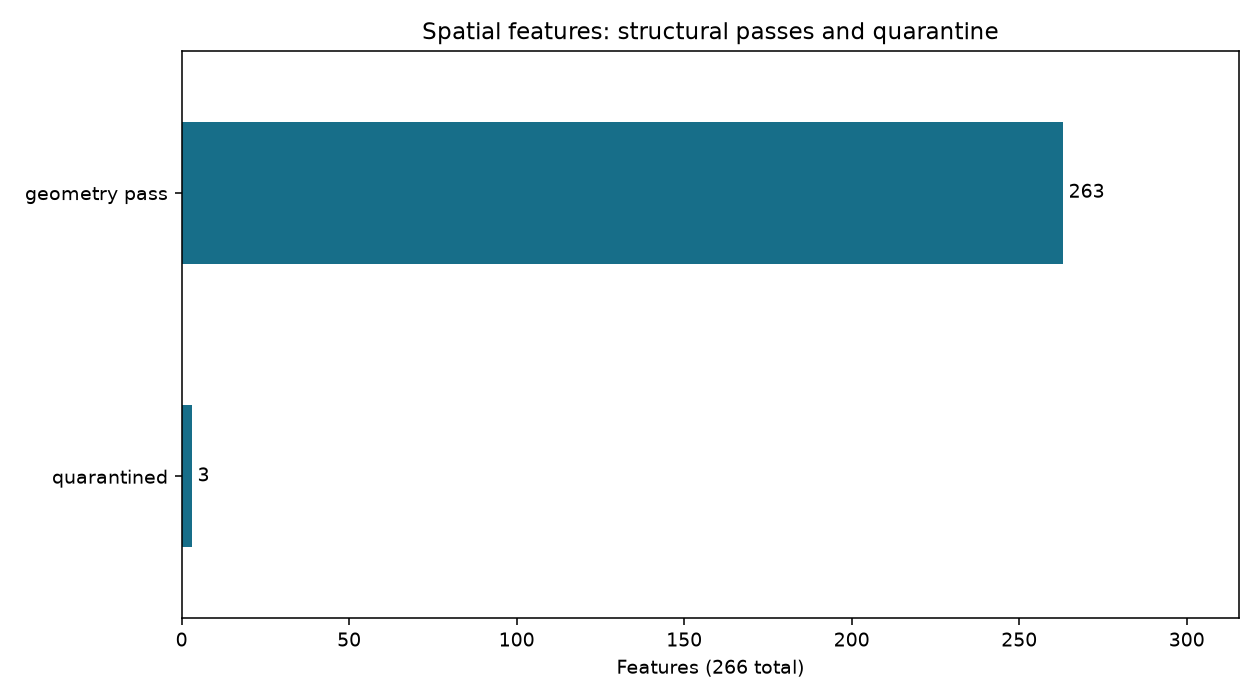 Spatial features: structural passes and quarantine
geometry pass
263
quarantined
3
0 50 100 150 200 250 300
Features (266 total)